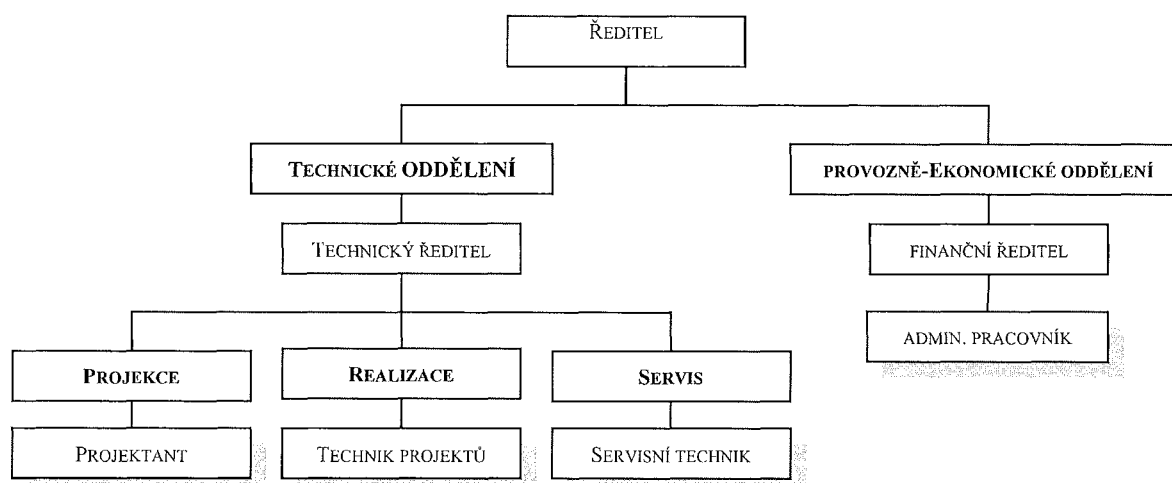 ŘEDITEL
TECHNICKÉ ODDĚLENÍ
PROVOZNĚ-EKONOMICKÉ ODDĚLENÍ
TECHNICKÝ ŘEDITEL
FINANČNÍ ŘEDITEL
ADMIN. PRACOVNÍK
PROJEKCE
REALIZACE
SERVIS
PROJEKTANT
TECHNIK PROJEKTŮ
SERVISNÍ TECHNIK